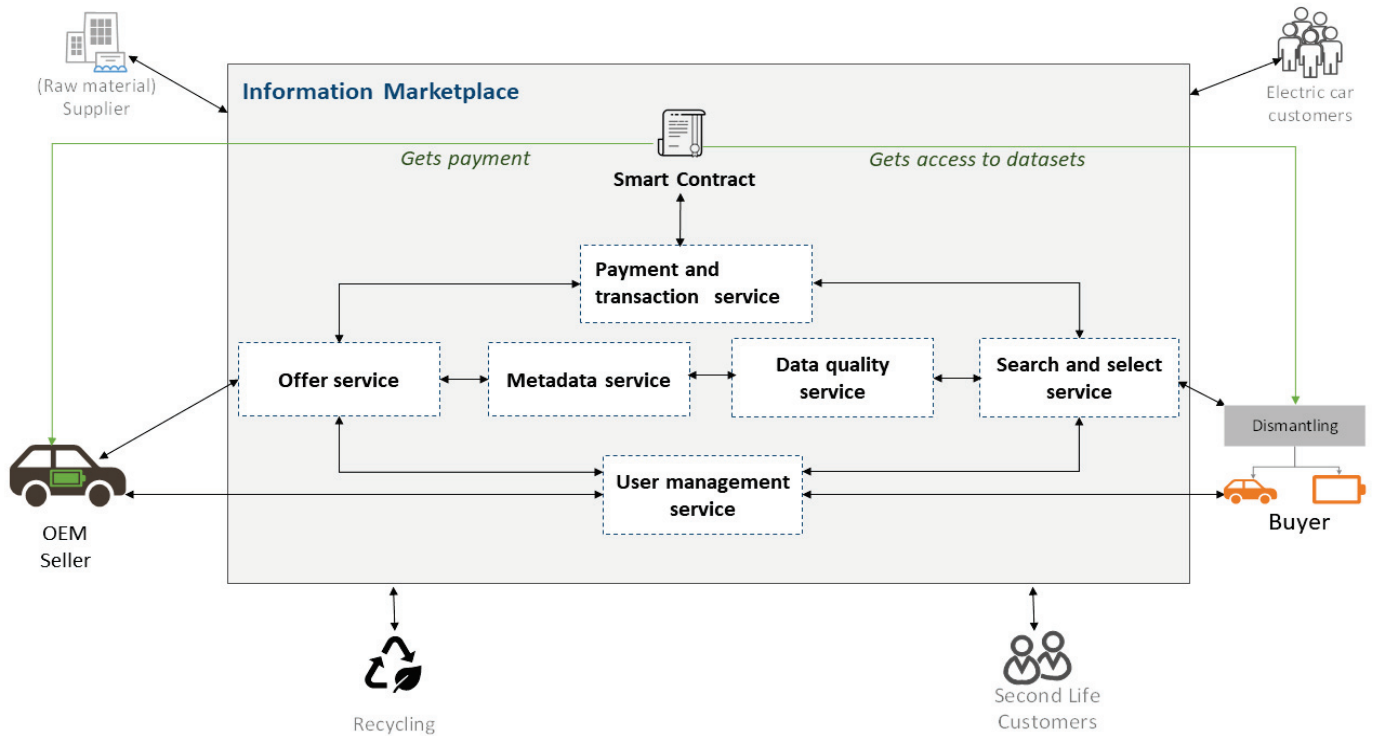 (Raw material)
Supplier
Electric car
customers
Information Marketplace
Gets payment
Gets access to datasets
Smart Contract
Payment and
transaction service
Offer service
Metadata service
Data quality
service
Search and select
service
Dismantling
User management
service
OEM
Seller
Buyer
Recycling
Second Life
Customers